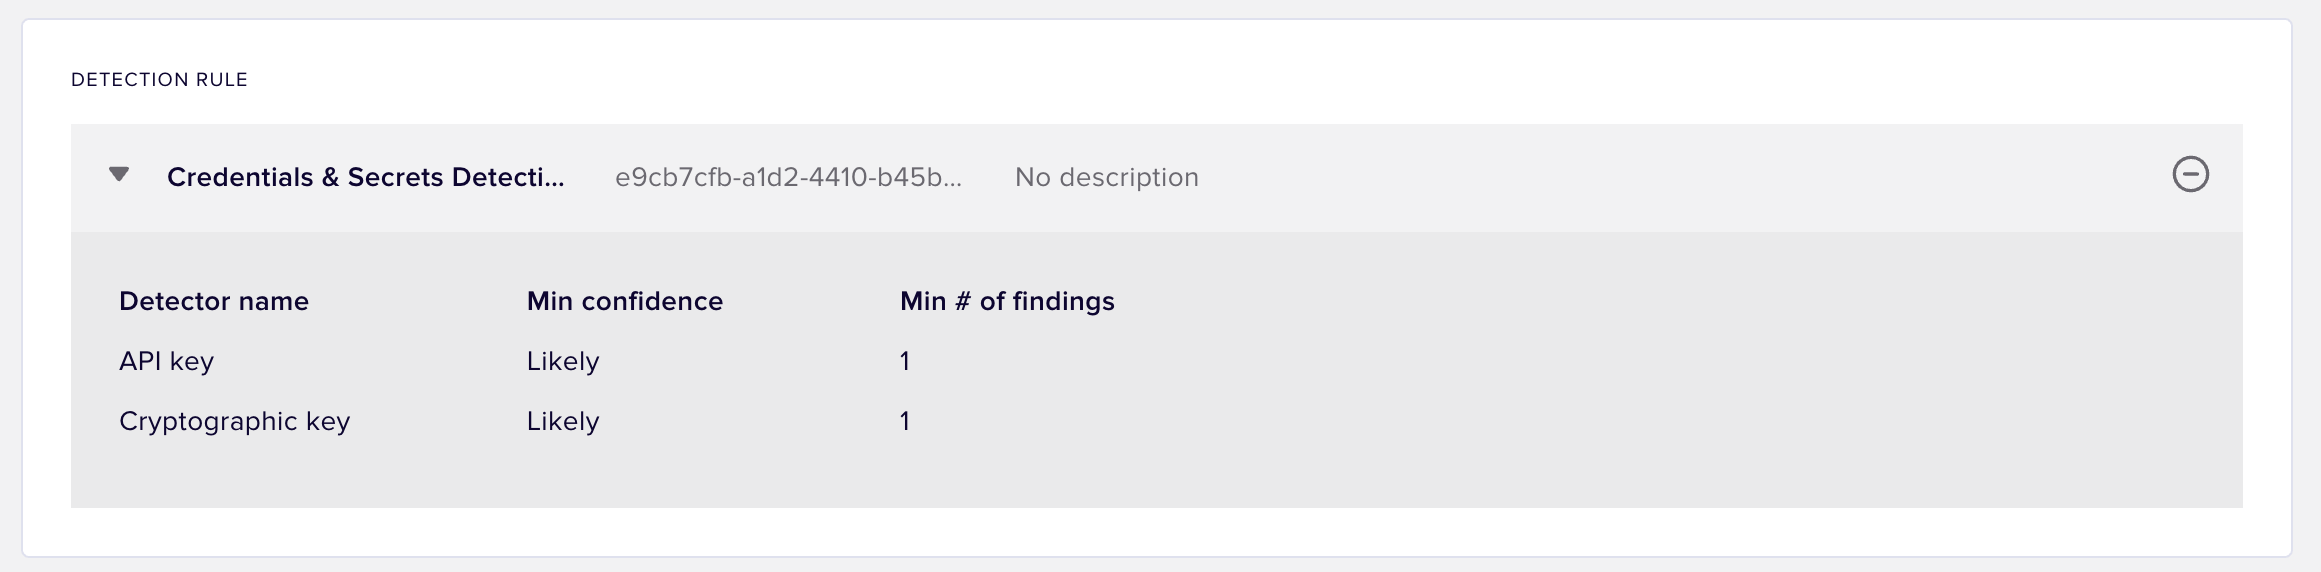 DETECTION RULE
Credentials & Secrets Detecti... e9cb7cfb-a1d2-4410-b45b... No description
Detector name Min confidence Min # of findings
API key Likely 1
Cryptographic key Likely 1